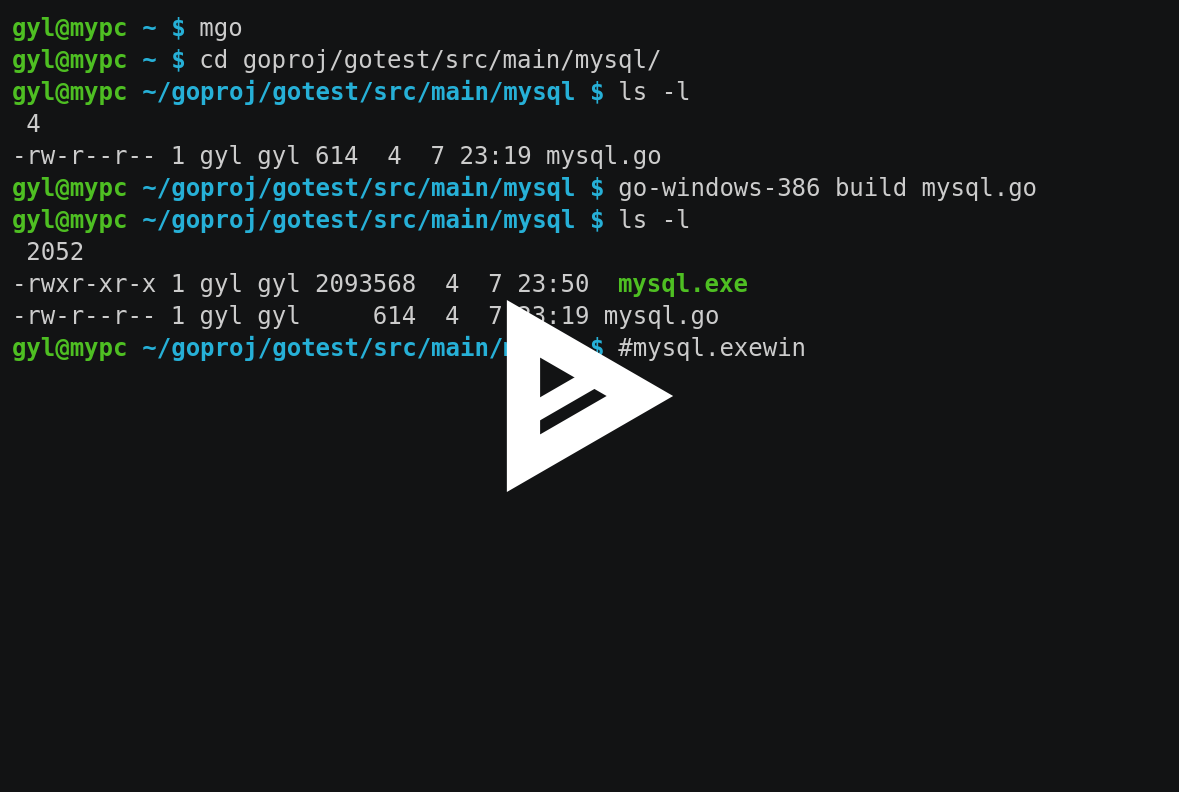 gyl@mypc ~ $ mgo
gyl@mypc ~ $ cd goproj/gotest/src/main/mysql/
gyl@mypc ~/goproj/gotest/src/main/mysql $ ls -l
4
-rw-r--r-- 1 gyl gyl 614  4  7 23:19 mysql.go
gyl@mypc ~/goproj/gotest/src/main/mysql $ go-windows-386 build mysql.go
gyl@mypc ~/goproj/gotest/src/main/mysql $ ls -l
2052
-rwxr-xr-x 1 gyl gyl 2093568  4  7 23:50  mysql.exe
-rw-r--r-- 1 gyl gyl     614  4  7 23:19 mysql.go
gyl@mypc ~/goproj/gotest/src/main/mysql $ #mysql.exewin